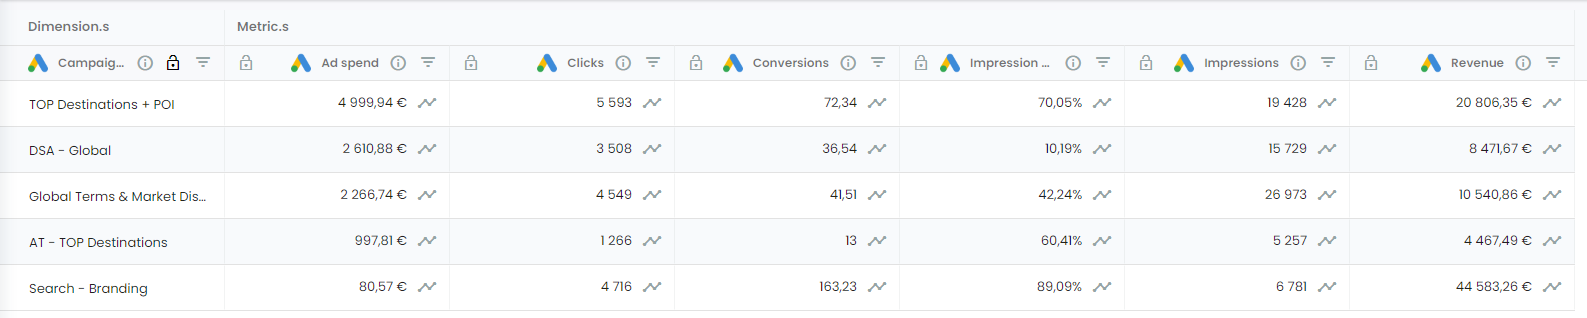 Dimension.s Metric.s
Campaig... Ad spend Clicks Conversions Impression ... Impressions Revenue
TOP Destinations + POI 4 999,94 € 5 593 72,34 70,05% 19 428 20 806,35 €
DSA - Global 2 610,88 € 3 508 36,54 10,19% 15 729 8 471,67 €
Global Terms & Market Dis... 2 266,74 € 4 549 41,51 42,24% 26 973 10 540,86 €
AT - TOP Destinations 997,81 € 1 266 13 60,41% 5 257 4 467,49 €
Search - Branding 80,57 € 4 716 163,23 89,09% 6 781 44 583,26 €